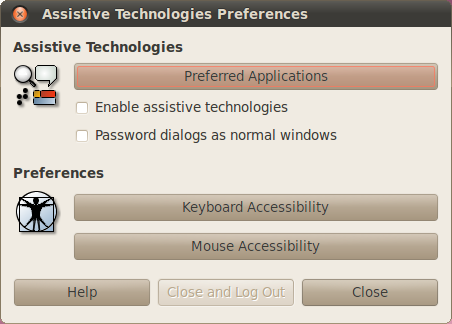 Assistive Technologies Preferences
Assistive Technologies
Preferred Applications
Enable assistive technologies
Password dialogs as normal windows
Preferences
Keyboard Accessibility
Mouse Accessibility
Help Close and Log Out Close